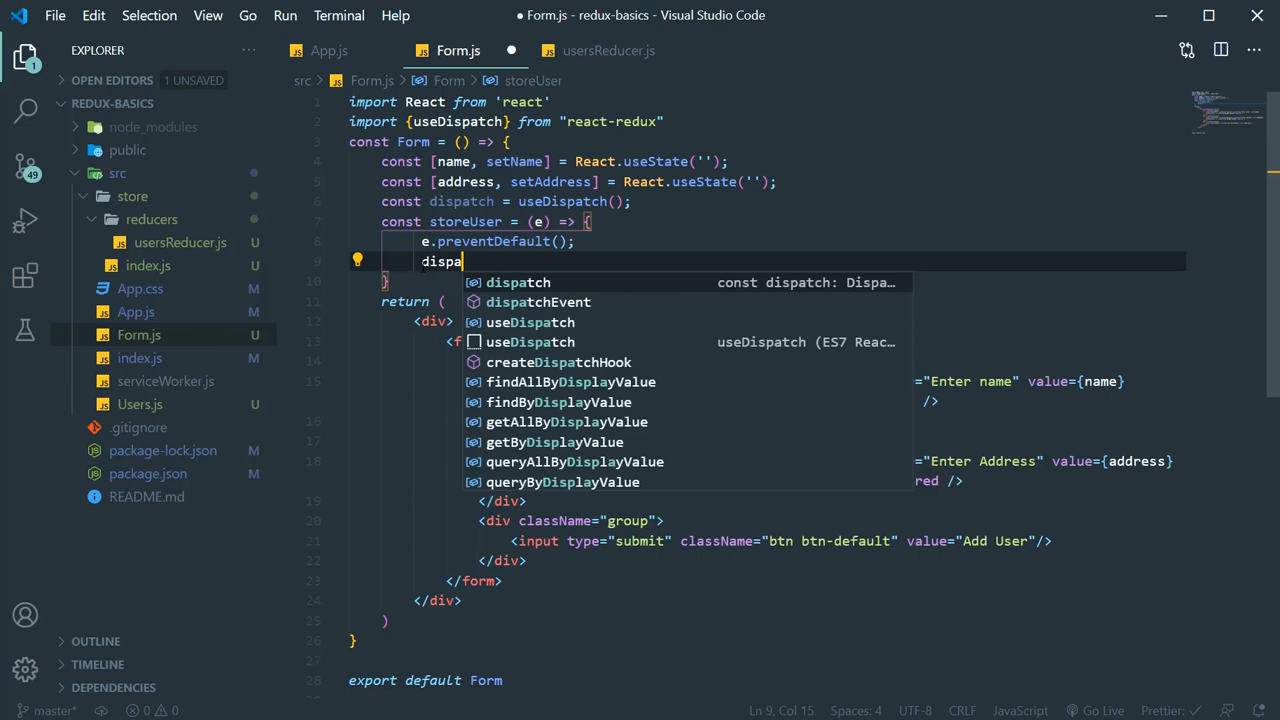 File Edit Selection View Go Run Terminal Help ● Form.js - redux-basics - Visual Studio Code
EXPLORER ···
App.js
Form.js
usersReducer.js
OPEN EDITORS 1 UNSAVED
REDUX-BASICS
node_modules
public
src
store
reducers
usersReducer.js U
index.js U
App.css U
App.js M
Form.js U
index.js M
serviceWorker.js
Users.js U
.gitignore
package-lock.json M
package.json M
README.md
OUTLINE
TIMELINE
DEPENDENCIES
1
49
src > Form.js > Form > storeUser
1 import React from 'react'
2 import {useDispatch} from "react-redux"
3 const Form = () => {
4 const [name, setName] = React.useState('');
5 const [address, setAddress] = React.useState('');
6 const dispatch = useDispatch();
7 const storeUser = (e) => {
8 e.preventDefault();
9 dispa
10 }
dispatch const dispatch: Dispa…
dispatchEvent
useDispatch
useDispatch useDispatch (ES7 Reac…
createDispatchHook
findAllByDisplayValue
findByDisplayValue
getAllByDisplayValue
getByDisplayValue
queryAllByDisplayValue
queryByDisplayValue
11 return (
12 <div>
13 <f
14
15 ="Enter name" value={name}
/>
16
17
18 ="Enter Address" value={address}
red />
19 </div>
20 <div className="group">
21 <input type="submit" className="btn btn-default" value="Add User"/>
22 </div>
23 </form>
24 </div>
25 )
26 }
27
28 export default Form
master* 0 0 Ln 9, Col 15 Spaces: 4 UTF-8 CRLF JavaScript Go Live Prettier: ✓